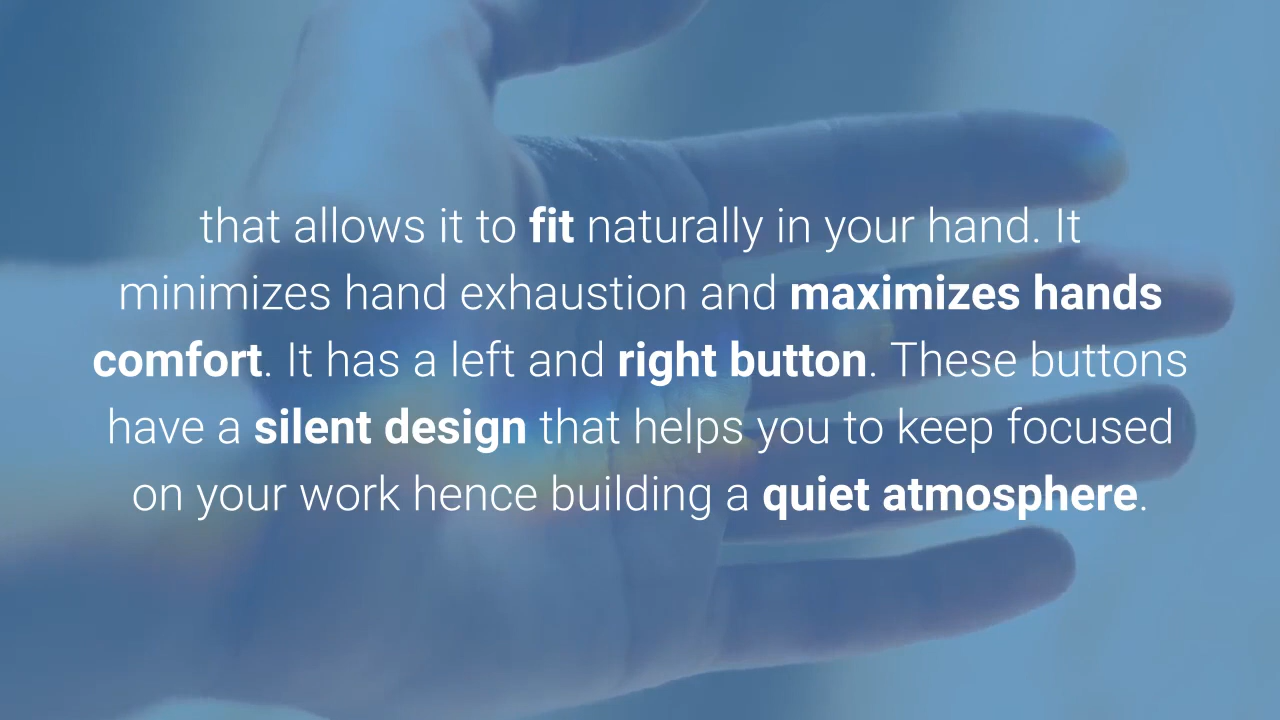 that allows it to fit naturally in your hand. It
minimizes hand exhaustion and maximizes hands
comfort. It has a left and right button. These buttons
have a silent design that helps you to keep focused
on your work hence building a quiet atmosphere.